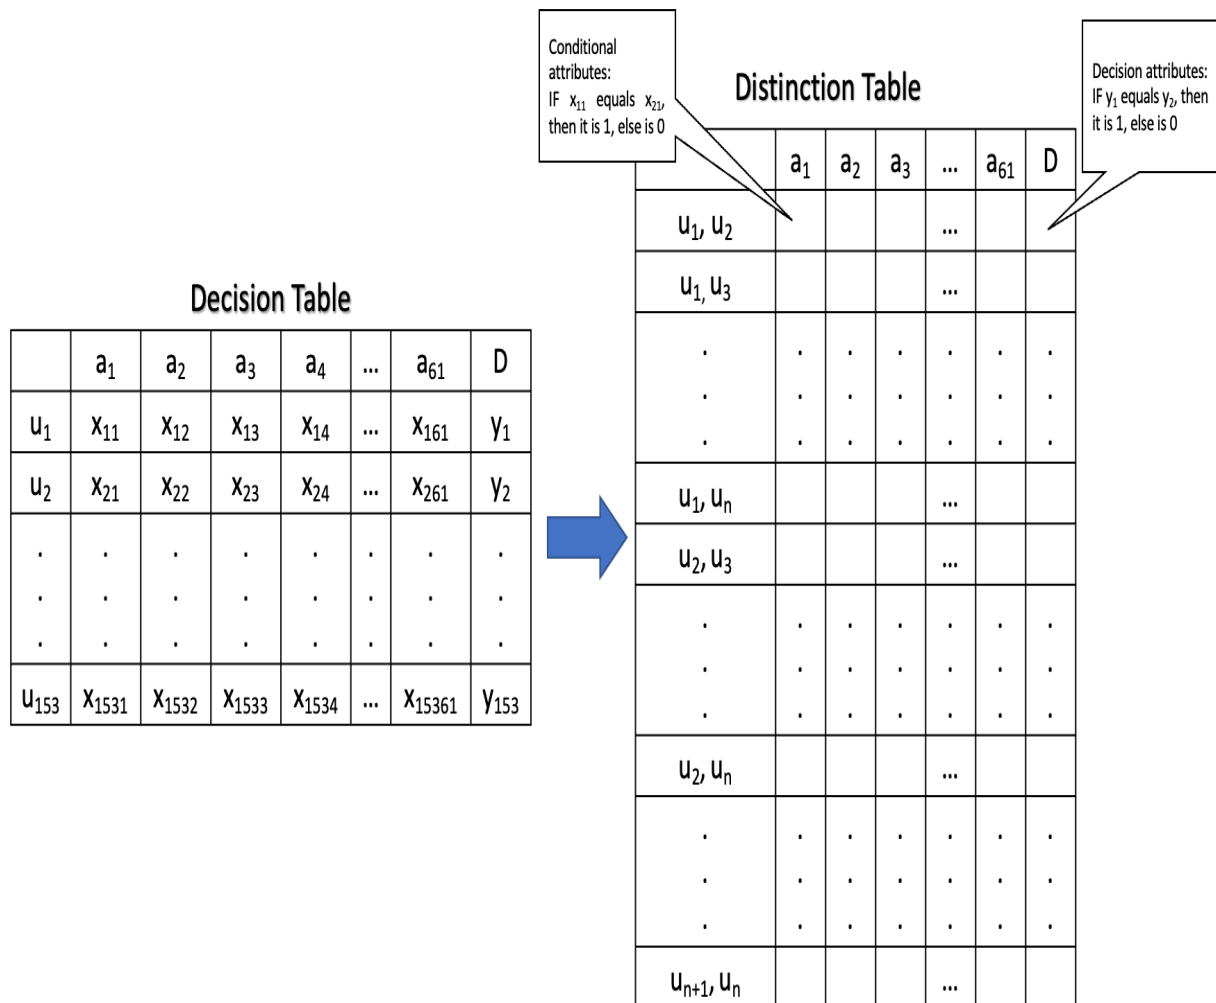 Conditional
attributes:
IF x₁₁ equals x₂₁,
then it is 1, else is 0
Distinction Table
Decision attributes:
IF y₁ equals y₂, then
it is 1, else is 0
a₁ a₂ a₃ ... a₆₁ D
u₁, u₂ ...
u₁, u₃ ...
. . . . . . . .
. . . . . . . .
. . . . . . . .
u₁, uₙ ...
u₂, u₃ ...
. . . . . . . .
. . . . . . . .
. . . . . . . .
u₂, uₙ ...
. . . . . . . .
. . . . . . . .
. . . . . . . .
uₙ₊₁, uₙ ...
Decision Table
a₁ a₂ a₃ a₄ ... a₆₁ D
u₁ x₁₁ x₁₂ x₁₃ x₁₄ ... x₁₆₁ y₁
u₂ x₂₁ x₂₂ x₂₃ x₂₄ ... x₂₆₁ y₂
. . . . . . . .
. . . . . . . .
. . . . . . . .
u₁₅₃ x₁₅₃₁ x₁₅₃₂ x₁₅₃₃ x₁₅₃₄ ... x₁₅₃₆₁ y₁₅₃